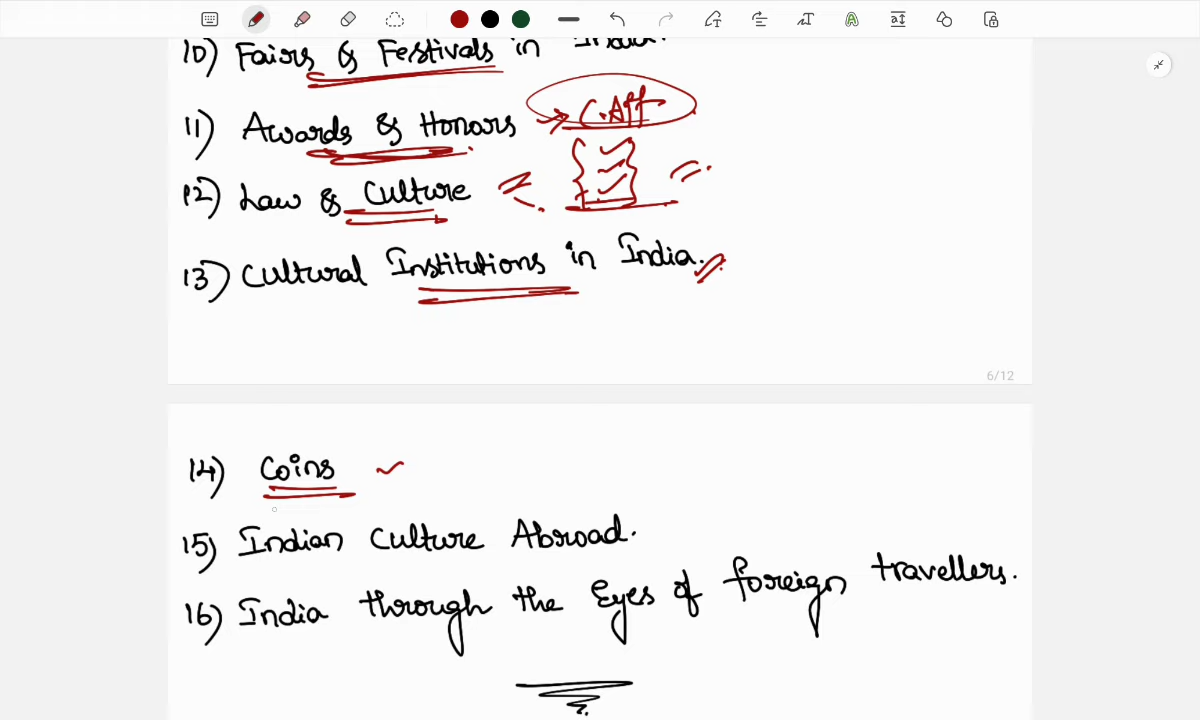 10) Fairs & Festivals in India.
11) Awards & Honors → C.Aff
12) Law & Culture
13) Cultural Institutions in India.
6/12
14) Coins
15) Indian Culture Abroad.
16) India through the Eyes of foreign travellers.